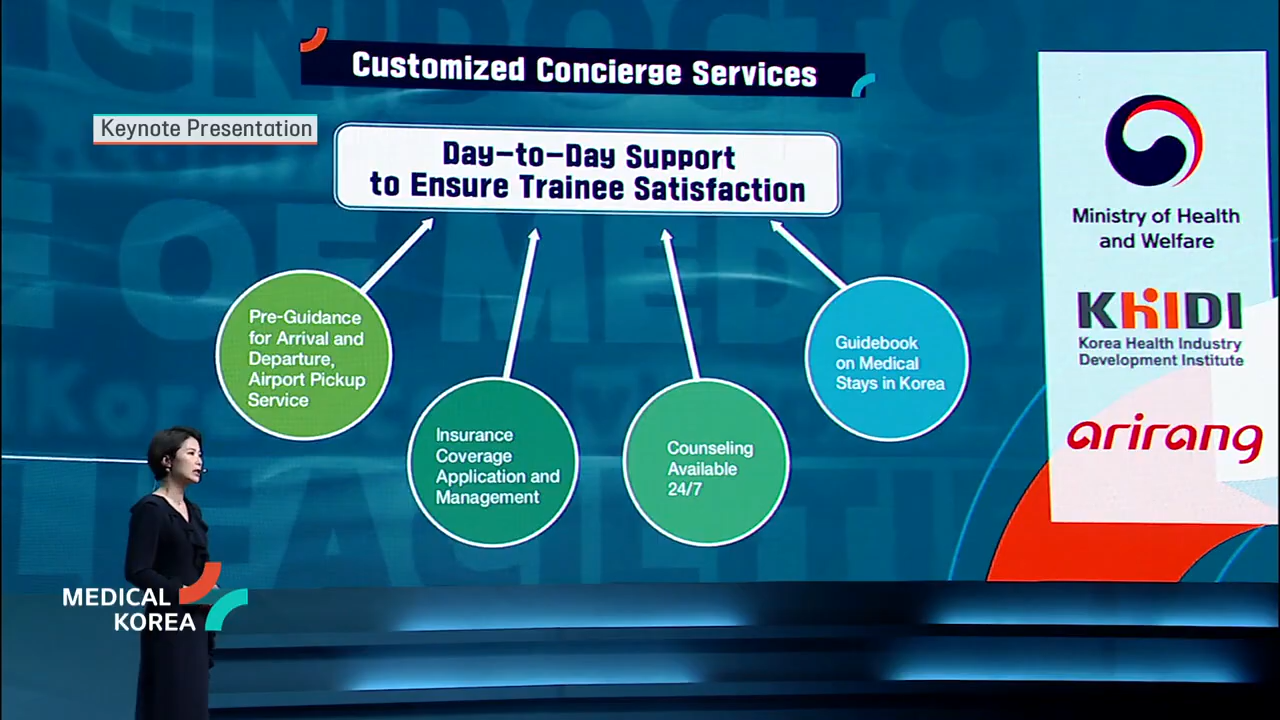 Customized Concierge Services
Keynote Presentation
Day-to-Day Support
to Ensure Trainee Satisfaction
Pre-Guidance
for Arrival and
Departure,
Airport Pickup
Service
Insurance
Coverage
Application and
Management
Counseling
Available
24/7
Guidebook
on Medical
Stays in Korea
Ministry of Health
and Welfare
KHIDI
Korea Health Industry
Development Institute
arirang
MEDICAL
KOREA